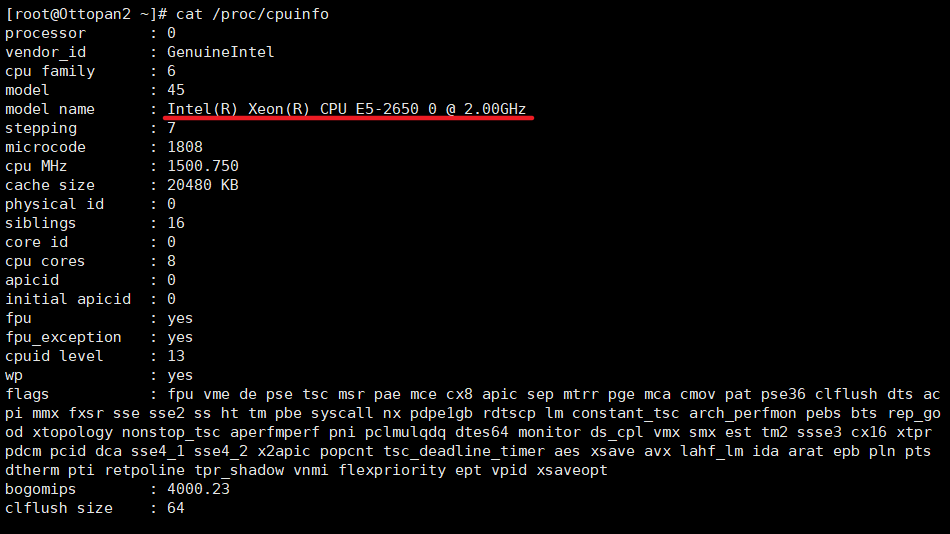 [root@Ottopan2 ~]# cat /proc/cpuinfo
processor       : 0
vendor_id       : GenuineIntel
cpu family      : 6
model           : 45
model name      : Intel(R) Xeon(R) CPU E5-2650 0 @ 2.00GHz
stepping        : 7
microcode       : 1808
cpu MHz         : 1500.750
cache size      : 20480 KB
physical id     : 0
siblings        : 16
core id         : 0
cpu cores       : 8
apicid          : 0
initial apicid  : 0
fpu             : yes
fpu_exception   : yes
cpuid level     : 13
wp              : yes
flags           : fpu vme de pse tsc msr pae mce cx8 apic sep mtrr pge mca cmov pat pse36 clflush dts ac
pi mmx fxsr sse sse2 ss ht tm pbe syscall nx pdpe1gb rdtscp lm constant_tsc arch_perfmon pebs bts rep_go
od xtopology nonstop_tsc aperfmperf pni pclmulqdq dtes64 monitor ds_cpl vmx smx est tm2 ssse3 cx16 xtpr
pdcm pcid dca sse4_1 sse4_2 x2apic popcnt tsc_deadline_timer aes xsave avx lahf_lm ida arat epb pln pts
dtherm pti retpoline tpr_shadow vnmi flexpriority ept vpid xsaveopt
bogomips        : 4000.23
clflush size    : 64